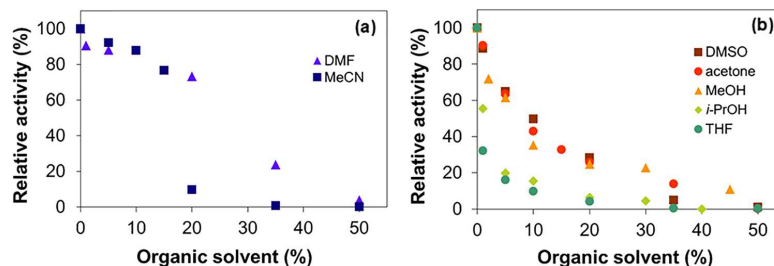 (a)
Relative activity (%)
100
80
60
40
20
0
DMF
MeCN
0 10 20 30 40 50
Organic solvent (%)
(b)
Relative activity (%)
100
80
60
40
20
0
DMSO
acetone
MeOH
i-PrOH
THF
0 10 20 30 40 50
Organic solvent (%)